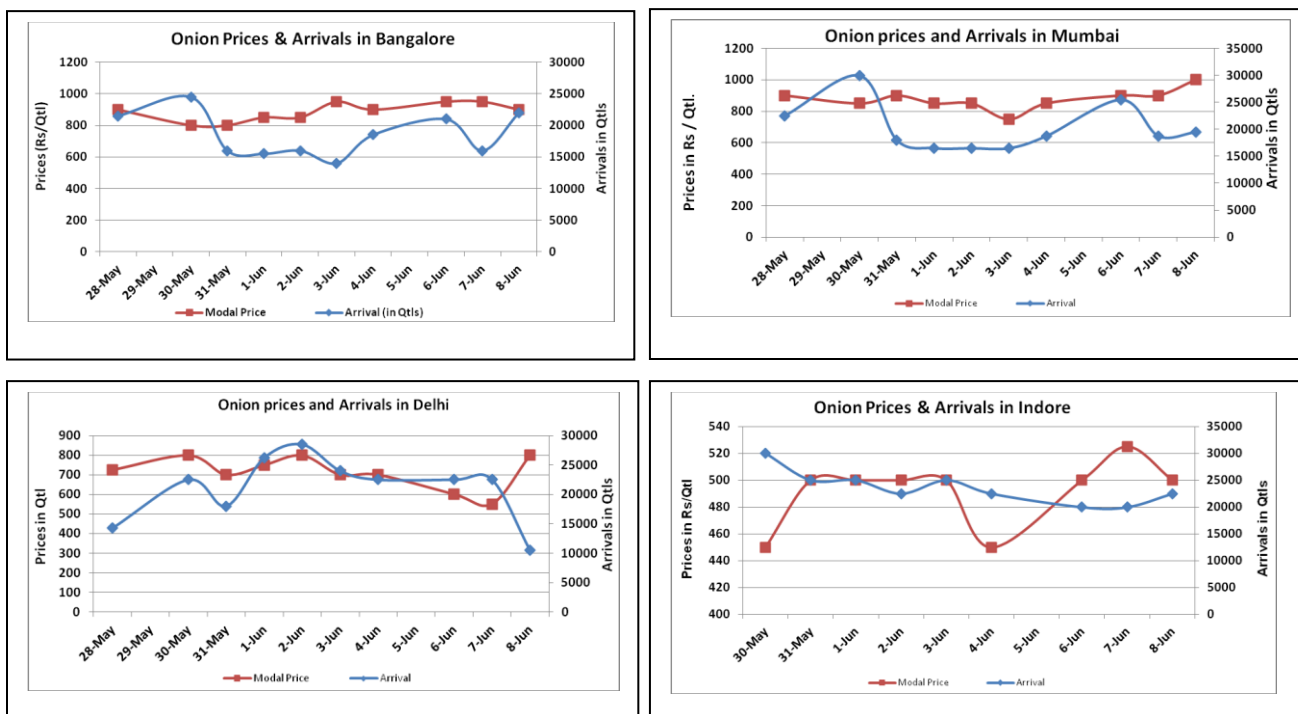 Onion Prices & Arrivals in Bangalore
Prices (Rs/Qtl)
1200
1000
800
600
400
200
0
30000
25000
20000
15000
10000
5000
0
Arrivals in Qtls
28-May
29-May
30-May
31-May
1-Jun
2-Jun
3-Jun
4-Jun
5-Jun
6-Jun
7-Jun
8-Jun
Modal Price
Arrival (in Qtls)
Onion prices and Arrivals in Mumbai
Prices in Rs / Qtl.
1200
1000
800
600
400
200
0
35000
30000
25000
20000
15000
10000
5000
0
Arrivals in Qtls
28-May
29-May
30-May
31-May
1-Jun
2-Jun
3-Jun
4-Jun
5-Jun
6-Jun
7-Jun
8-Jun
Modal Price
Arrival
Onion prices and Arrivals in Delhi
Prices in Qtl
900
800
700
600
500
400
300
200
100
0
30000
25000
20000
15000
10000
5000
0
Arrivals in Qtls
28-May
29-May
30-May
31-May
1-Jun
2-Jun
3-Jun
4-Jun
5-Jun
6-Jun
7-Jun
8-Jun
Modal Price
Arrival
Onion Prices & Arrivals in Indore
Prices in Rs/Qtl
540
520
500
480
460
440
420
400
35000
30000
25000
20000
15000
10000
5000
0
Arrivals in Qtls
30-May
31-May
1-Jun
2-Jun
3-Jun
4-Jun
5-Jun
6-Jun
7-Jun
8-Jun
Modal Price
Arrival